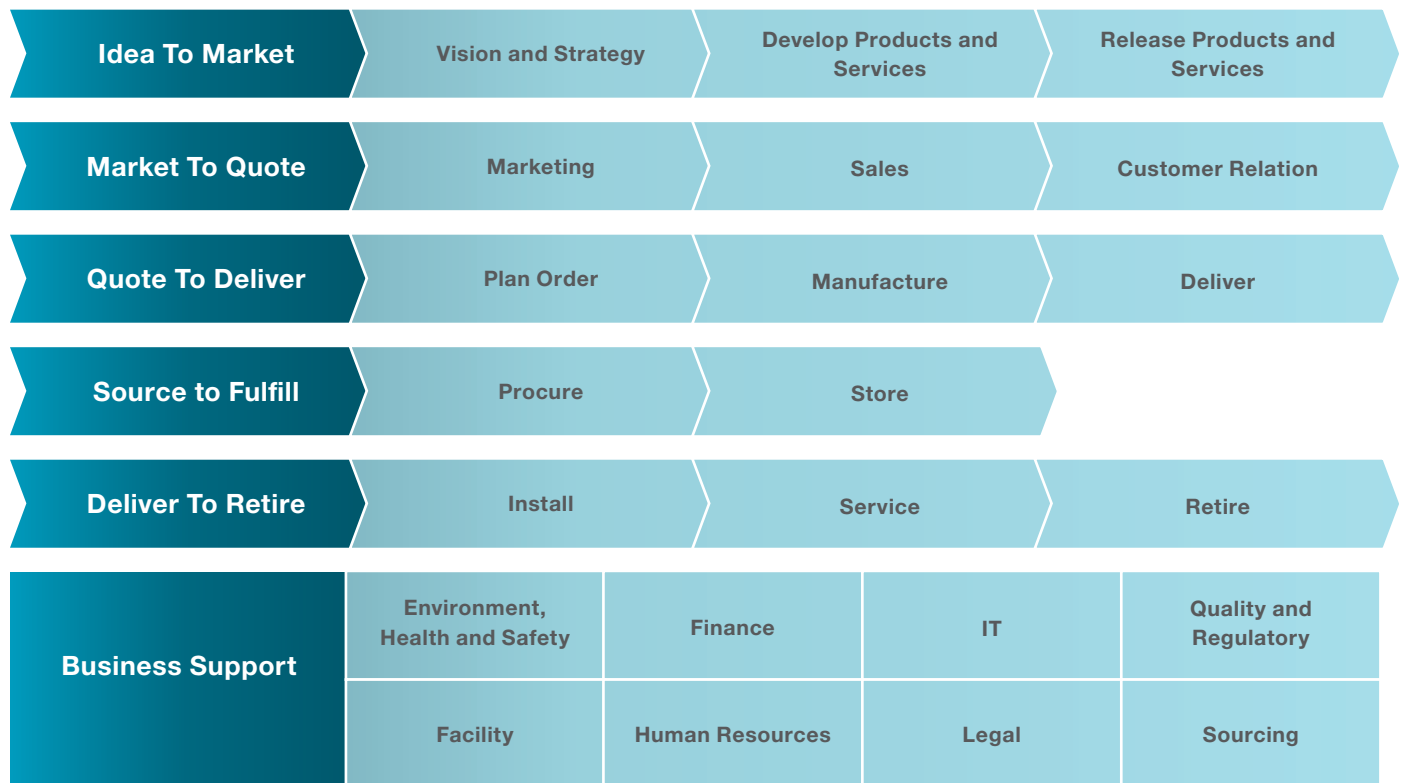 Idea To Market
Vision and Strategy
Develop Products and
Services
Release Products and
Services
Market To Quote
Marketing
Sales
Customer Relation
Quote To Deliver
Plan Order
Manufacture
Deliver
Source to Fulfill
Procure
Store
Deliver To Retire
Install
Service
Retire
Business Support
Environment,
Health and Safety
Finance
IT
Quality and
Regulatory
Facility
Human Resources
Legal
Sourcing